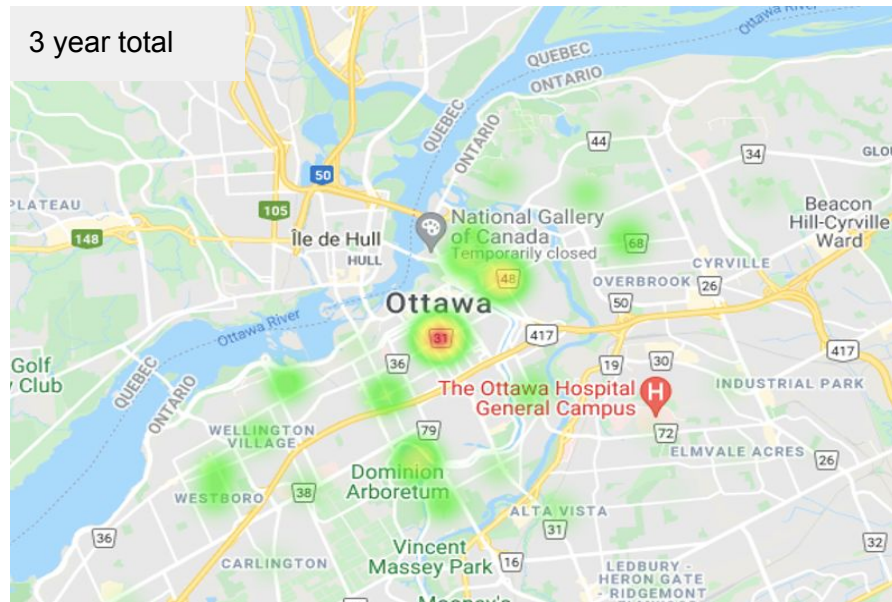 3 year total
Ottawa River
QUEBEC
ONTARIO
QUEBEC
ONTARIO
44
34
50
PLATEAU
105
National Gallery
of Canada
Temporarily closed
Beacon
Hill-Cyrville
Ward
148
Île de Hull
HULL
68
CYRVILLE
48
OVERBROOK
26
Ottawa
50
Ottawa River
31
417
417
36
19
30
Golf
Club
The Ottawa Hospital
General Campus
H
INDUSTRIAL PARK
QUEBEC
ONTARIO
WELLINGTON
VILLAGE
79
72
ELMVALE ACRES
26
Dominion
Arboretum
WESTBORO
38
ALTA VISTA
31
36
32
Vincent
Massey Park
16
CARLINGTON
LEDBURY -
HERON GATE
- RIDGEMONT